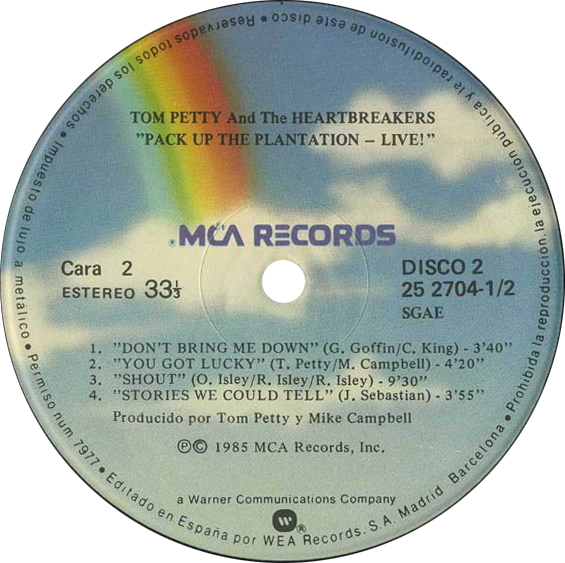 TOM PETTY And The HEARTBREAKERS
"PACK UP THE PLANTATION – LIVE!"
®MCA RECORDS
Cara 2
ESTEREO 33⅓
DISCO 2
25 2704-1/2
SGAE
1. "DON'T BRING ME DOWN" (G. Goffin/C. King) - 3'40"
2. "YOU GOT LUCKY" (T. Petty/M. Campbell) - 4'20"
3. "SHOUT" (O. Isley/R. Isley/R. Isley) - 9'30"
4. "STORIES WE COULD TELL" (J. Sebastian) - 3'55"
Producido por Tom Petty y Mike Campbell
ⓅⒸ 1985 MCA Records, Inc.
a Warner Communications Company
W®
• Editado en España por WEA Records. S.A. Madrid Barcelona • Prohibida la reproduccion, la ejecución publica y la radiodifusion de este disco • Reservados todos los derechos • Impuesto de lujo a metálico • Permiso num 7977